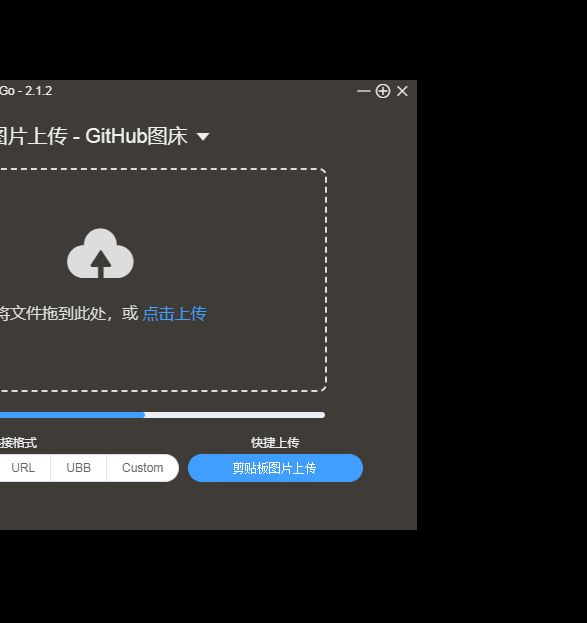 Go - 2.1.2
图片上传 - GitHub图床
将文件拖到此处，或 点击上传
接格式
快捷上传
URL
UBB
Custom
剪贴板图片上传